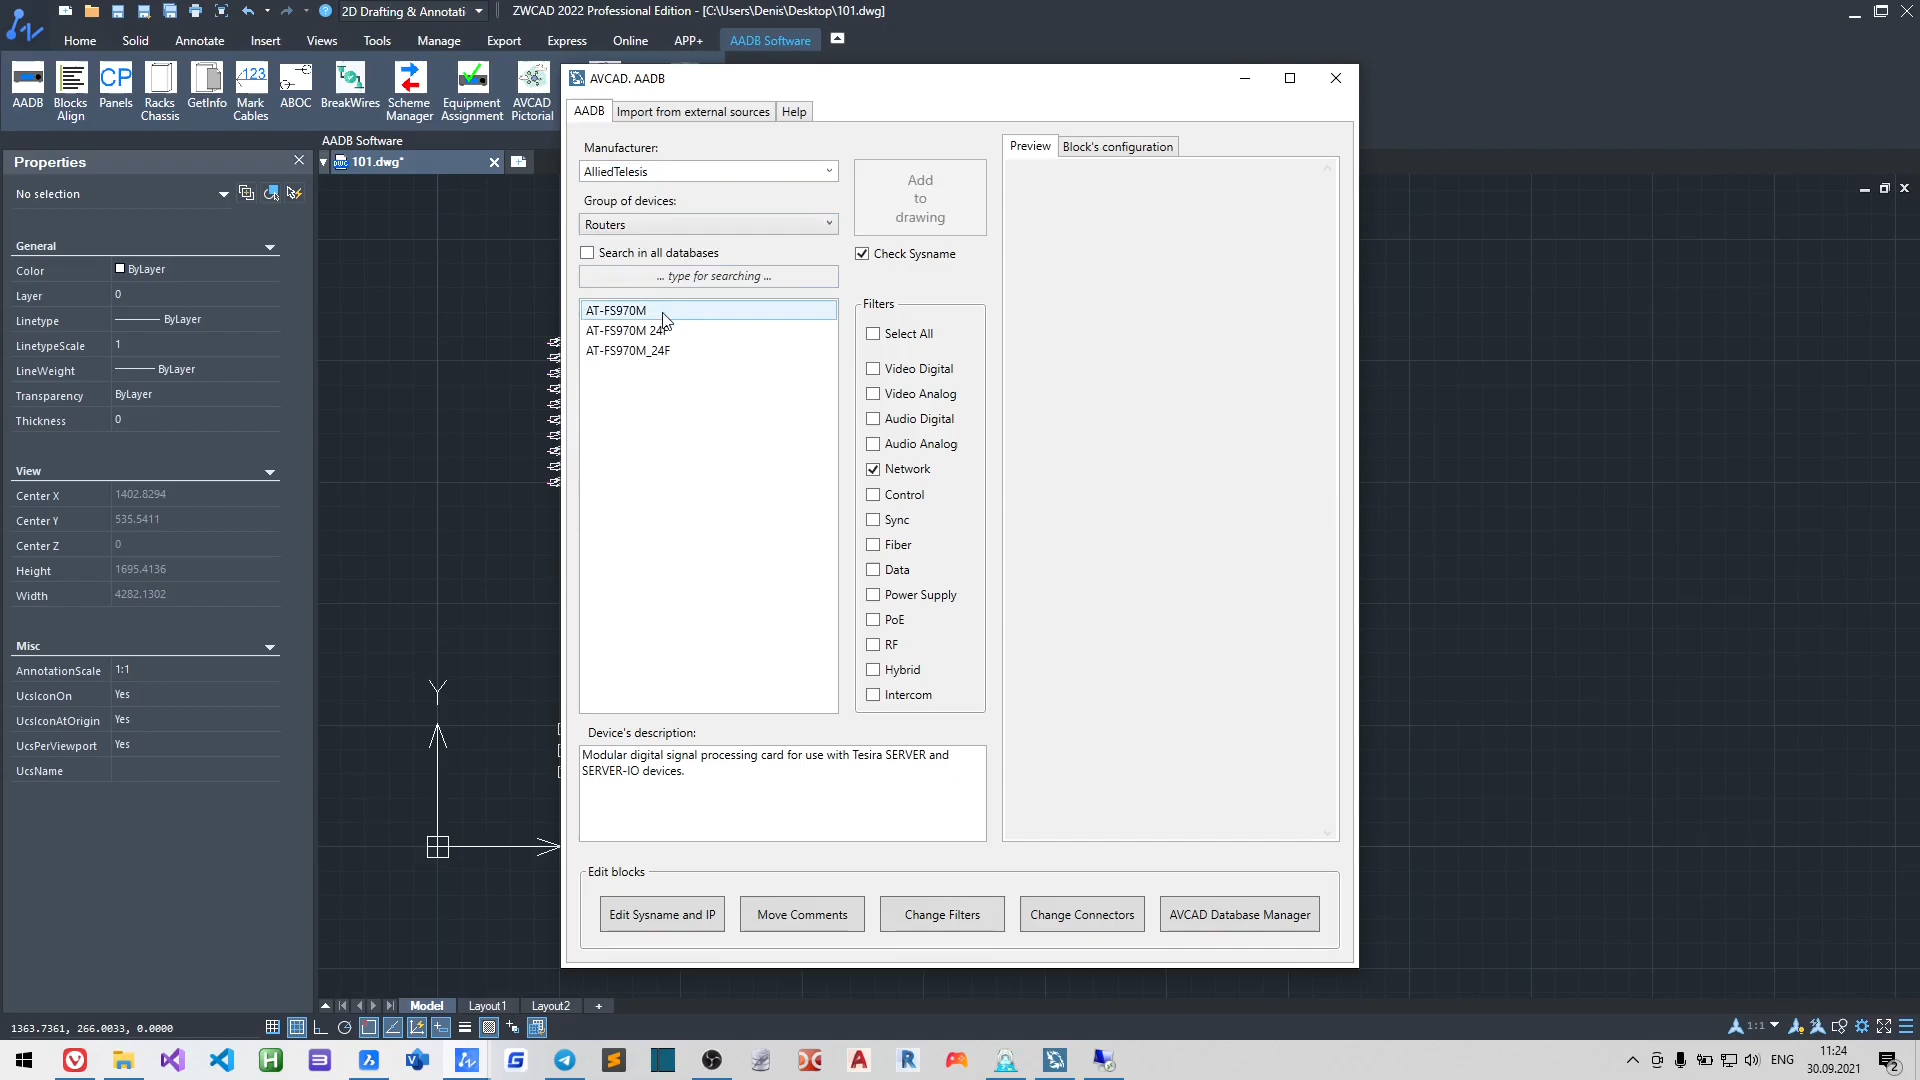 2D Drafting & Annotati
ZWCAD 2022 Professional Edition - [C:\Users\Denis\Desktop\101.dwg]
Home
Solid
Annotate
Insert
Views
Tools
Manage
Export
Express
Online
APP+
AADB Software
AADB
Blocks
Align
Panels
Racks
Chassis
GetInfo
Mark
Cables
ABOC
BreakWires
Scheme
Manager
Equipment
Assignment
AVCAD
Pictorial
AADB Software
101.dwg*
Properties
No selection
General
Color
ByLayer
Layer
0
Linetype
ByLayer
LinetypeScale
1
LineWeight
ByLayer
Transparency
ByLayer
Thickness
0
View
Center X
1402.8294
Center Y
535.5411
Center Z
0
Height
1695.4136
Width
4282.1302
Misc
AnnotationScale
1:1
UcsIconOn
Yes
UcsIconAtOrigin
Yes
UcsPerViewport
Yes
UcsName
Y
AVCAD. AADB
AADB
Import from external sources
Help
Manufacturer:
AlliedTelesis
Group of devices:
Routers
Search in all databases
... type for searching ...
AT-FS970M
AT-FS970M 24F
AT-FS970M_24F
Add
to
drawing
Check Sysname
Filters
Select All
Video Digital
Video Analog
Audio Digital
Audio Analog
Network
Control
Sync
Fiber
Data
Power Supply
PoE
RF
Hybrid
Intercom
Preview
Block's configuration
Device's description:
Modular digital signal processing card for use with Tesira SERVER and
SERVER-IO devices.
Edit blocks
Edit Sysname and IP
Move Comments
Change Filters
Change Connectors
AVCAD Database Manager
Model
Layout1
Layout2
+
1363.7361, 266.0033, 0.0000
1:1
ENG
11:24
30.09.2021
2